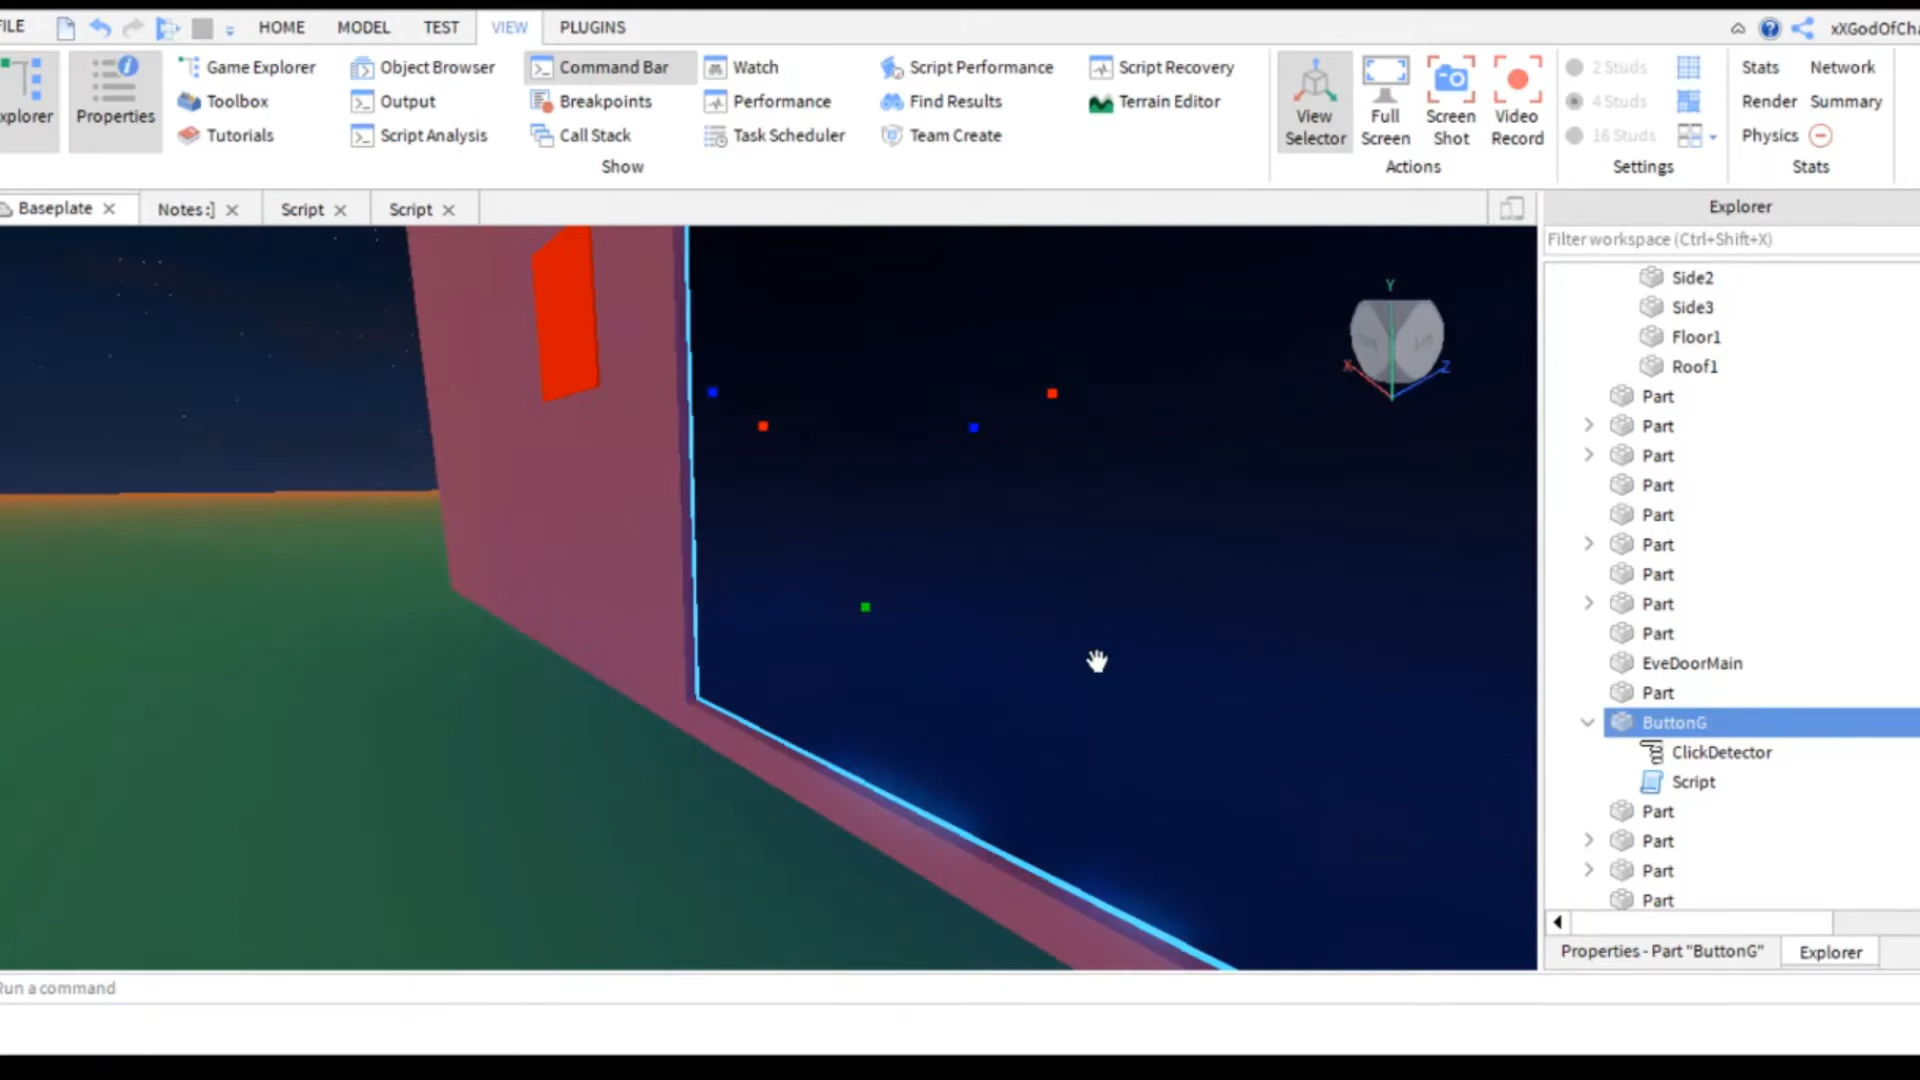 FILE HOME MODEL TEST VIEW PLUGINS xXGodOfCha
Explorer
Properties
Game Explorer
Toolbox
Tutorials
Object Browser
Output
Script Analysis
Command Bar
Breakpoints
Call Stack
Watch
Performance
Task Scheduler
Script Performance
Find Results
Team Create
Script Recovery
Terrain Editor
Show
View
Selector
Full
Screen
Screen
Shot
Video
Record
Actions
2 Studs
4 Studs
16 Studs
Settings
Stats Network
Render Summary
Physics
Stats
Baseplate Notes:] Script Script
Explorer
Filter workspace (Ctrl+Shift+X)
Side2
Side3
Floor1
Roof1
Part
Part
Part
Part
Part
Part
Part
Part
Part
EveDoorMain
Part
ButtonG
ClickDetector
Script
Part
Part
Part
Part
Y
X
Z
Properties - Part "ButtonG" Explorer
Run a command